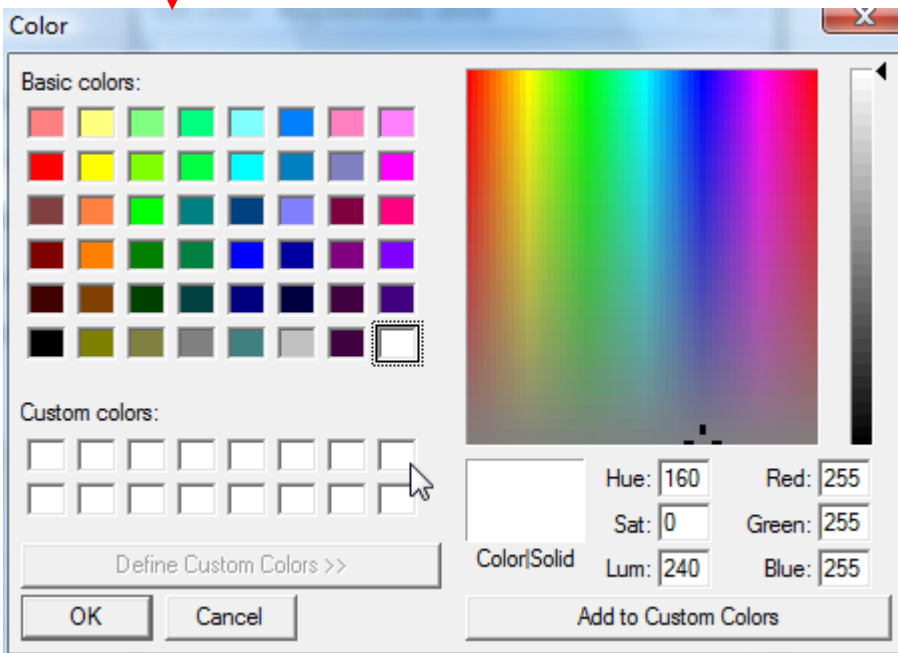 Color
Basic colors:
Custom colors:
Define Custom Colors >>
OK
Cancel
Color|Solid
Hue: 160
Sat: 0
Lum: 240
Red: 255
Green: 255
Blue: 255
Add to Custom Colors